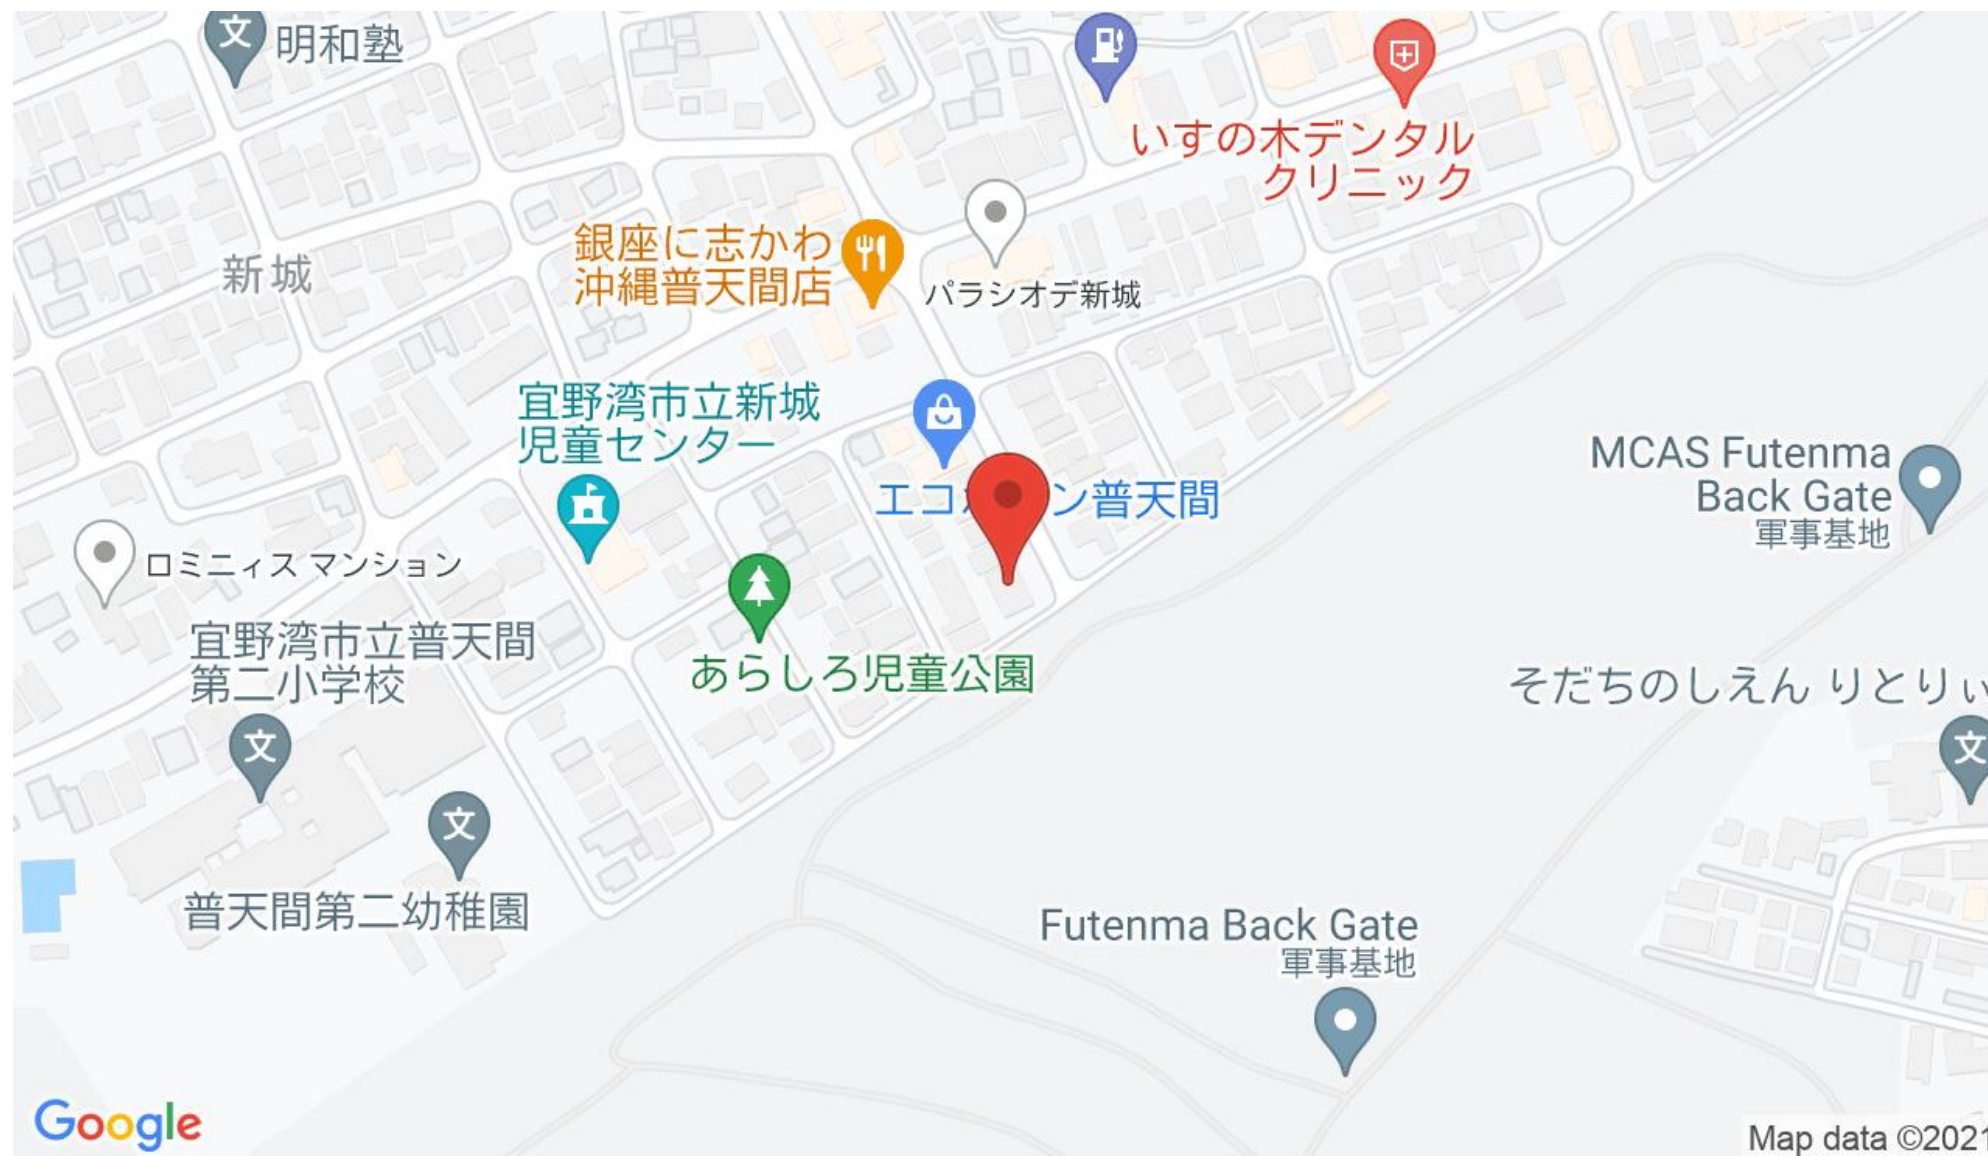 明和塾
いすの木デンタル
クリニック
銀座に志かわ
沖縄普天間店
新城
パラシオデ新城
宜野湾市立新城
児童センター
MCAS Futenma
Back Gate
軍事基地
エコ ン普天間
ロミニィス マンション
宜野湾市立普天間
第二小学校
あらしろ児童公園
そだちのしえん りとりぃ
文
文
文
文
普天間第二幼稚園
Futenma Back Gate
軍事基地
Google
Map data ©2021